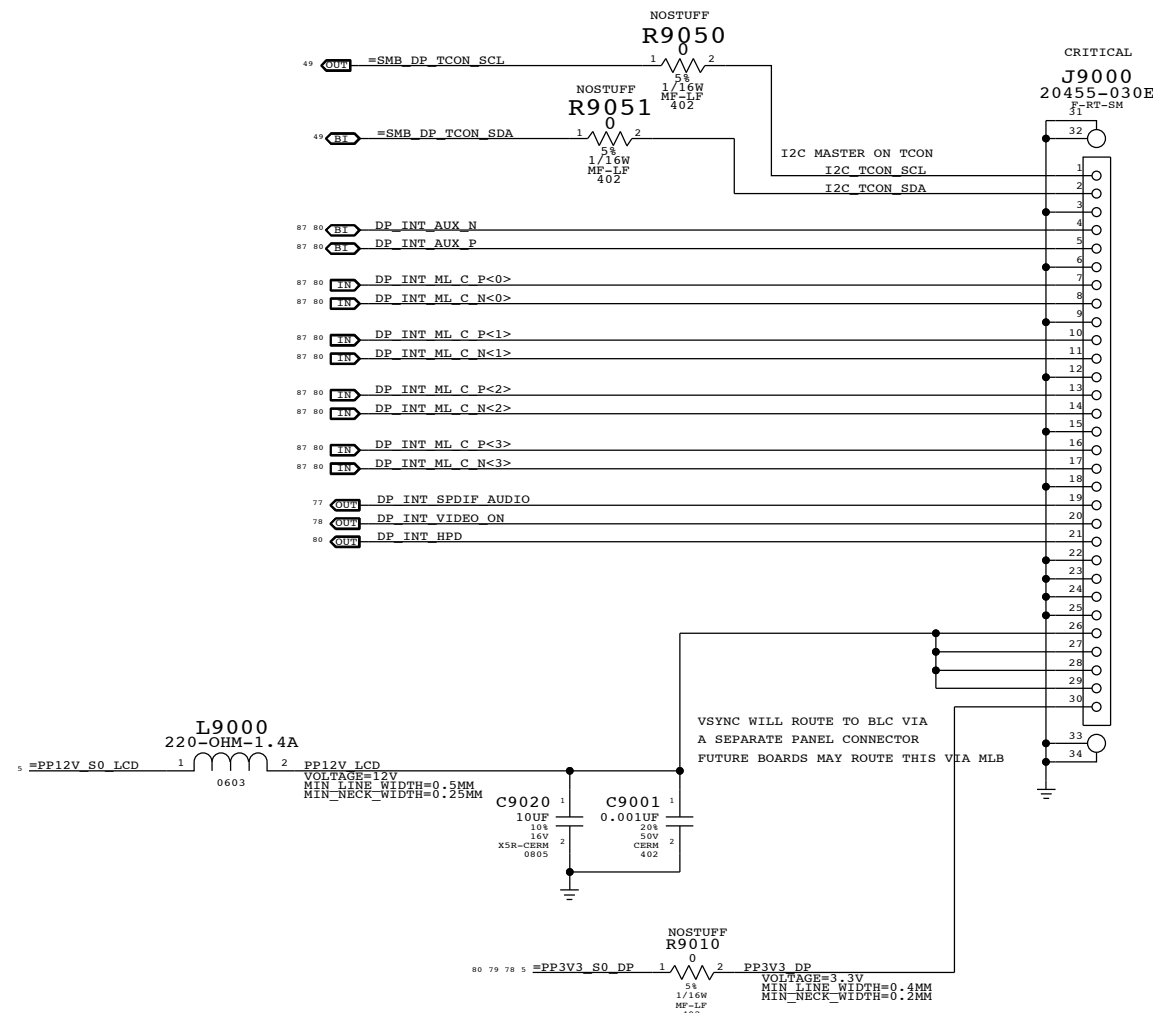 NOSTUFF
R9050
0
49 OUT =SMB_DP_TCON_SCL 1 2
5%
1/16W
MF-LF
402
NOSTUFF
R9051
0
49 BI =SMB_DP_TCON_SDA 1 2
5%
1/16W
MF-LF
402
CRITICAL
J9000
20455-030E
F-RT-SM
31
32
I2C MASTER ON TCON
I2C_TCON_SCL 1
I2C_TCON_SDA 2
3
87 80 BI DP_INT_AUX_N 4
87 80 BI DP_INT_AUX_P 5
6
87 80 IN DP_INT_ML_C_P<0> 7
87 80 IN DP_INT_ML_C_N<0> 8
9
87 80 IN DP_INT_ML_C_P<1> 10
87 80 IN DP_INT_ML_C_N<1> 11
12
87 80 IN DP_INT_ML_C_P<2> 13
87 80 IN DP_INT_ML_C_N<2> 14
15
87 80 IN DP_INT_ML_C_P<3> 16
87 80 IN DP_INT_ML_C_N<3> 17
18
77 OUT DP_INT_SPDIF_AUDIO 19
78 OUT DP_INT_VIDEO_ON 20
80 OUT DP_INT_HPD 21
22
23
24
25
26
27
28
29
30
VSYNC WILL ROUTE TO BLC VIA
A SEPARATE PANEL CONNECTOR
FUTURE BOARDS MAY ROUTE THIS VIA MLB
33
34
L9000
220-OHM-1.4A
5 =PP12V_S0_LCD 1 2 PP12V_LCD
0603
VOLTAGE=12V
MIN_LINE_WIDTH=0.5MM
MIN_NECK_WIDTH=0.25MM
C9020 1
10UF
10%
16V
X5R-CERM
0805
2
C9001 1
0.001UF
20%
50V
CERM
402
2
NOSTUFF
R9010
0
80 79 78 5 =PP3V3_S0_DP 1 2 PP3V3_DP
5%
1/16W
MF-LF
VOLTAGE=3.3V
MIN_LINE_WIDTH=0.4MM
MIN_NECK_WIDTH=0.2MM